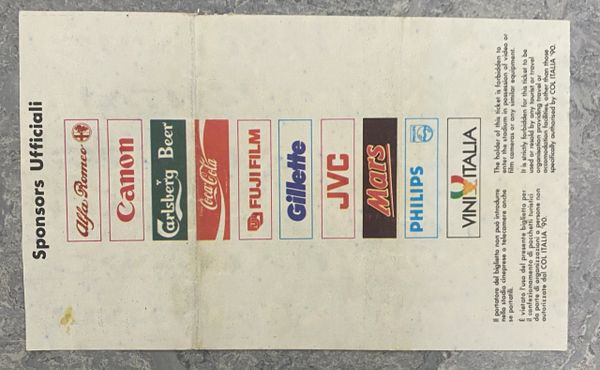 Sponsors Ufficiali
Alfa Romeo
Canon
Carlsberg Beer
Coca-Cola
FUJI FILM
Gillette
JVC
Mars
PHILIPS
VINI ITALIA
Il portatore del biglietto non può introdurre
nello stadio cineprese o telecamere anche
se portatili.
E vietato l'uso del presente biglietto per
il confezionamento di pacchetti turistici
da parte di organizzazioni o persone non
autorizzate dal COL ITALIA '90.
The holder of this ticket is forbidden to
enter the stadium in possession of video or
film cameras or any similar equipment.
It is strictly forbidden for this ticket to be
used or resold by any tourist or travel
organisation providing travel or
accomodation facilities, other than those
specifically authorised by COL ITALIA '90.